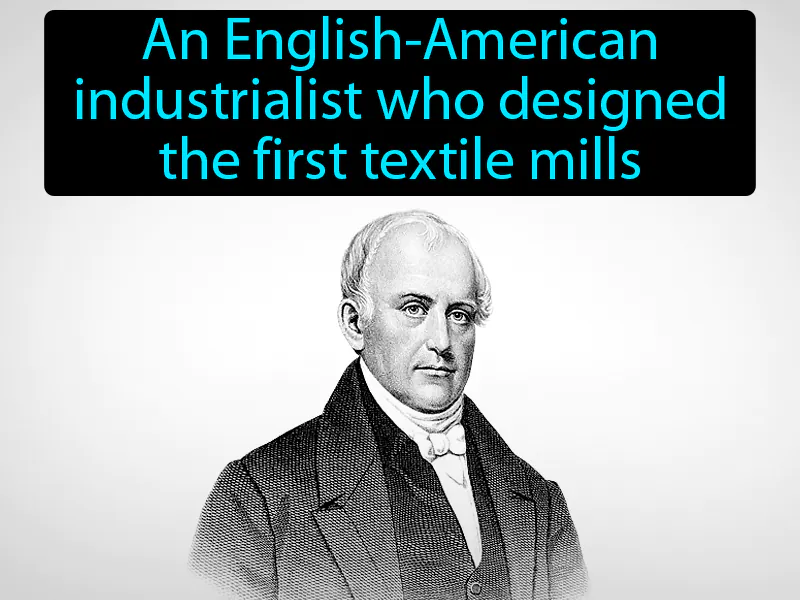 An English-American
industrialist who designed
the first textile mills